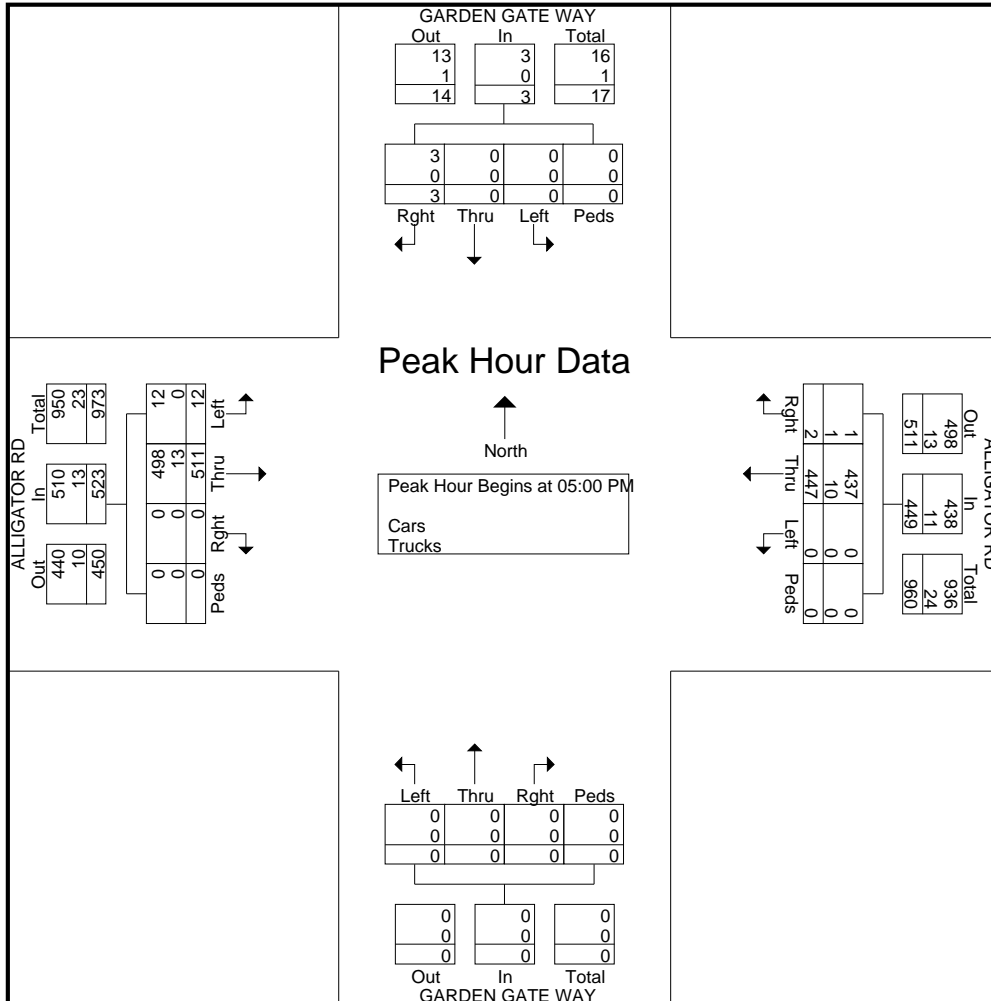 GARDEN GATE WAY
Out In Total
13 3 16
1 0 1
14 3 17
3 0 0 0
0 0 0 0
3 0 0 0
Rght Thru Left Peds
Peak Hour Data
North
Peak Hour Begins at 05:00 PM
Cars
Trucks
ALLIGATOR RD
Out In Total
440 510 950
10 13 23
450 523 973
Peds Rght Thru Left
0 0 498 12
0 0 13 0
0 0 511 12
ALLIGATOR RD
Out In Total
498 438 936
13 11 24
511 449 960
Rght Thru Left Peds
1 437 0 0
1 10 0 0
2 447 0 0
Left Thru Rght Peds
0 0 0 0
0 0 0 0
0 0 0 0
0 0 0
0 0 0
0 0 0
Out In Total
GARDEN GATE WAY